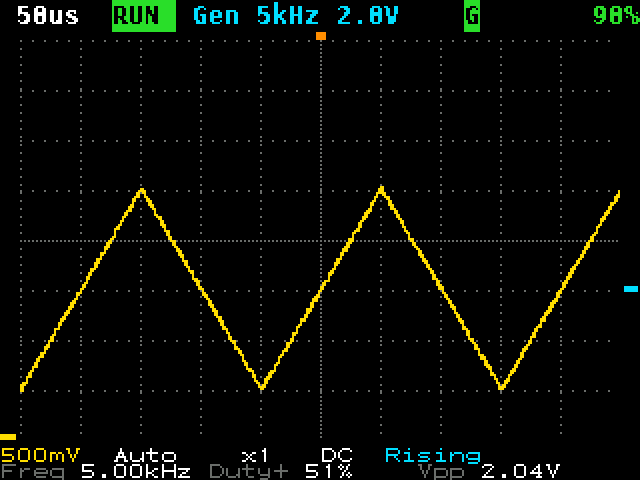 50us RUN Gen 5kHz 2.0V G 90%
500mV Auto x1 DC Rising
Freq 5.00kHz Duty+ 51% Vpp 2.04V